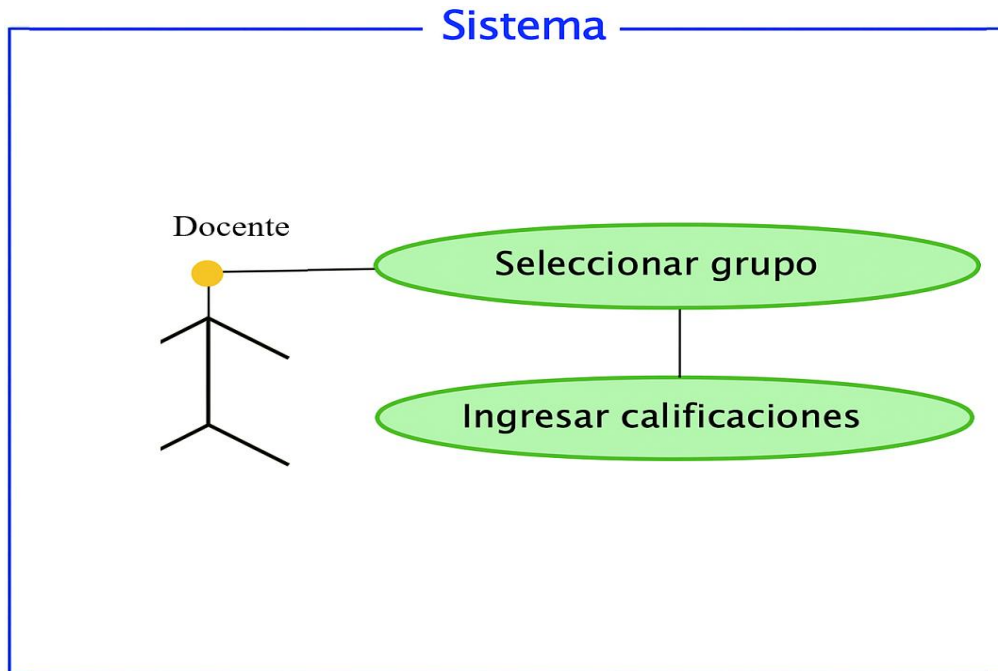 Sistema
Docente
Seleccionar grupo
Ingresar calificaciones